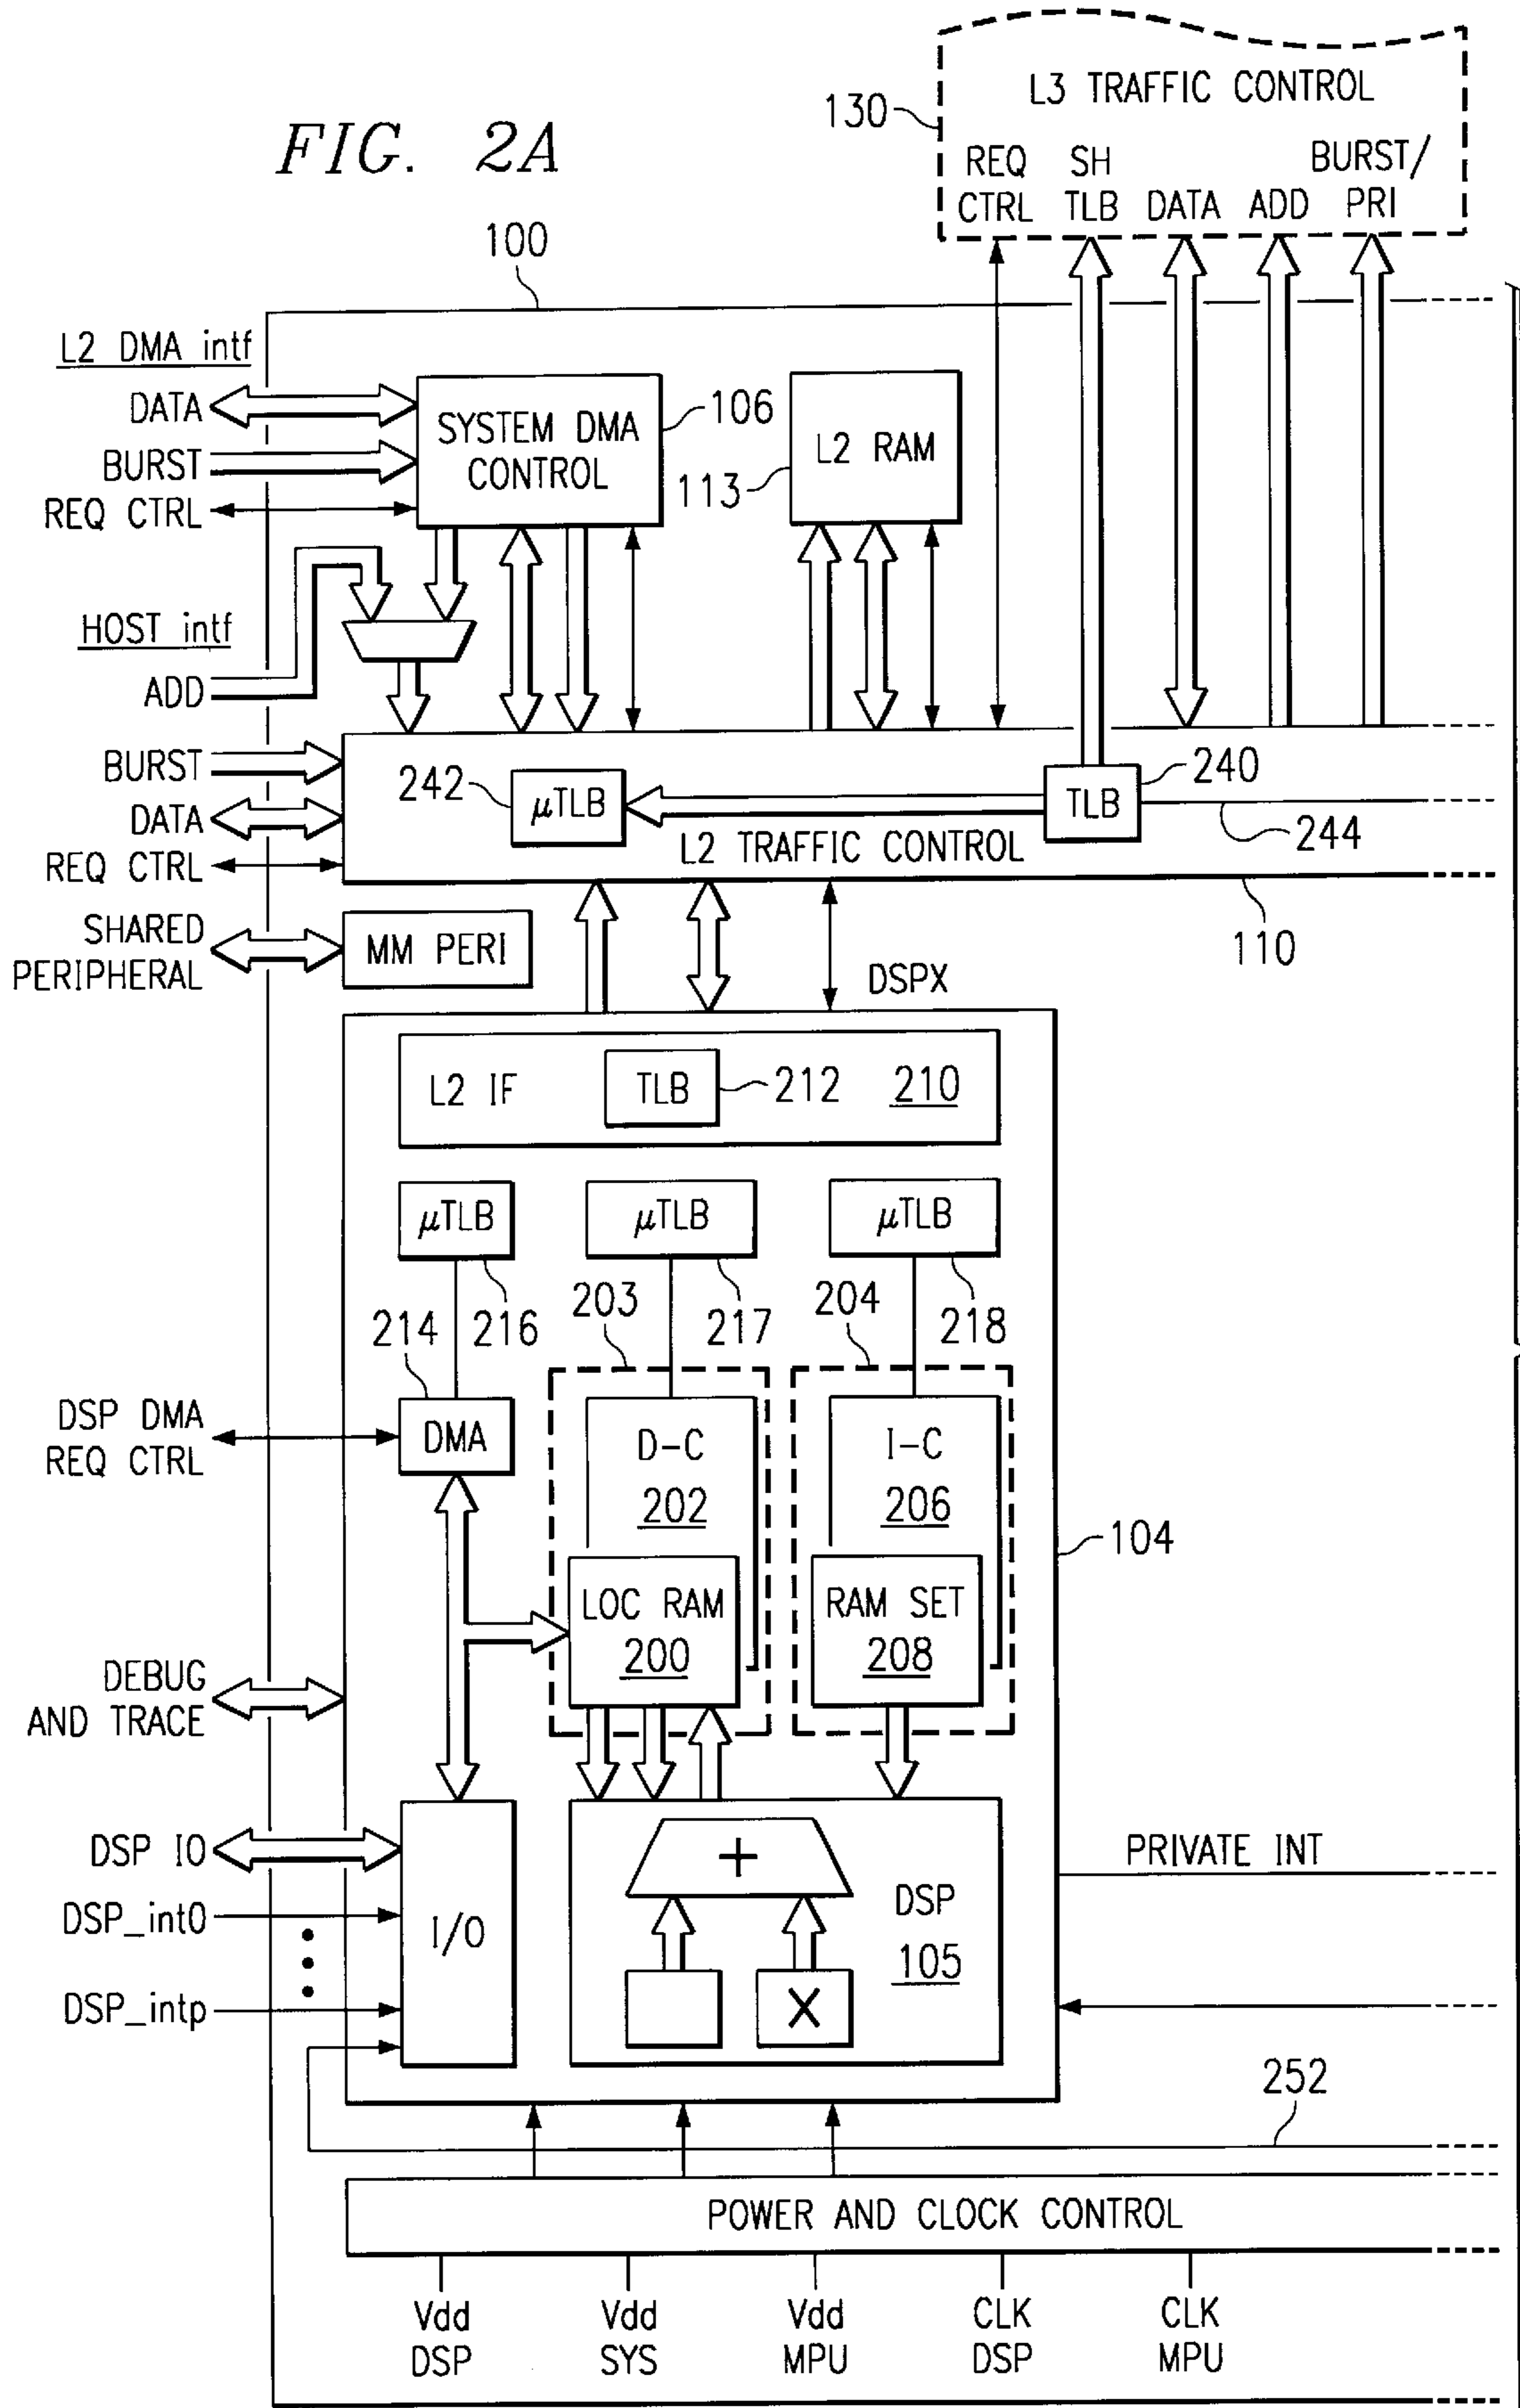 FIG. 2A
L3 TRAFFIC CONTROL
130
REQ CTRL
SH TLB
DATA
ADD
BURST/ PRI
100
L2 DMA intf
DATA
BURST
REQ CTRL
SYSTEM DMA
CONTROL
106
L2 RAM
113
HOST intf
ADD
BURST
DATA
REQ CTRL
242
μTLB
TLB
240
244
L2 TRAFFIC CONTROL
110
SHARED
PERIPHERAL
MM PERI
DSPX
L2 IF
TLB
212
210
μTLB
μTLB
μTLB
214
216
203
217
204
218
DSP DMA
REQ CTRL
DMA
D-C
202
I-C
206
104
LOC RAM
200
RAM SET
208
DEBUG
AND TRACE
DSP IO
DSP_int0
DSP_intp
I/O
+
X
DSP
105
PRIVATE INT
252
POWER AND CLOCK CONTROL
Vdd
DSP
Vdd
SYS
Vdd
MPU
CLK
DSP
CLK
MPU